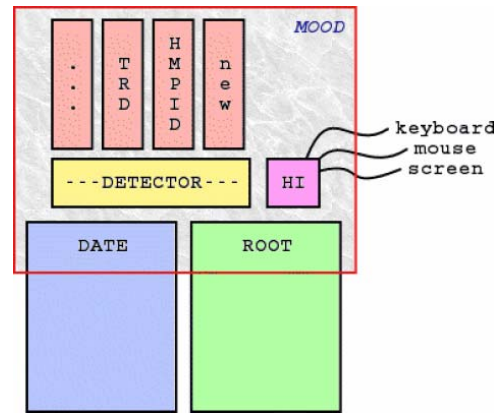 MOOD
. . .
TRD
HMPID
new
---DETECTOR---
HI
keyboard
mouse
screen
DATE
ROOT